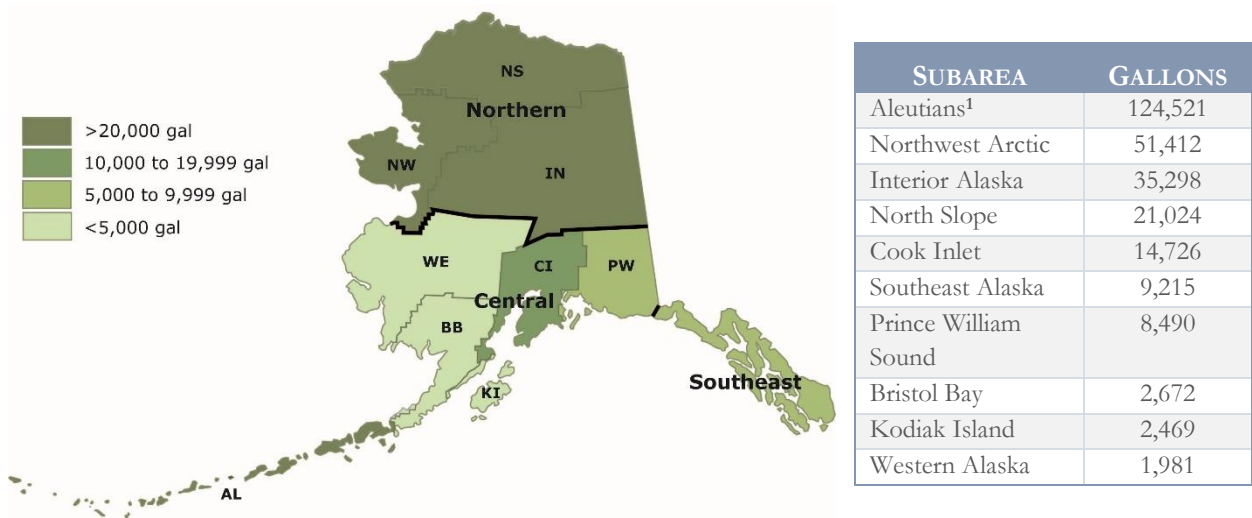 NS
Northern
NW
IN
>20,000 gal
10,000 to 19,999 gal
5,000 to 9,999 gal
<5,000 gal
WE
CI
PW
Central
BB
KI
Southeast
AL
SUBAREA GALLONS
Aleutians¹ 124,521
Northwest Arctic 51,412
Interior Alaska 35,298
North Slope 21,024
Cook Inlet 14,726
Southeast Alaska 9,215
Prince William 8,490
Sound
Bristol Bay 2,672
Kodiak Island 2,469
Western Alaska 1,981